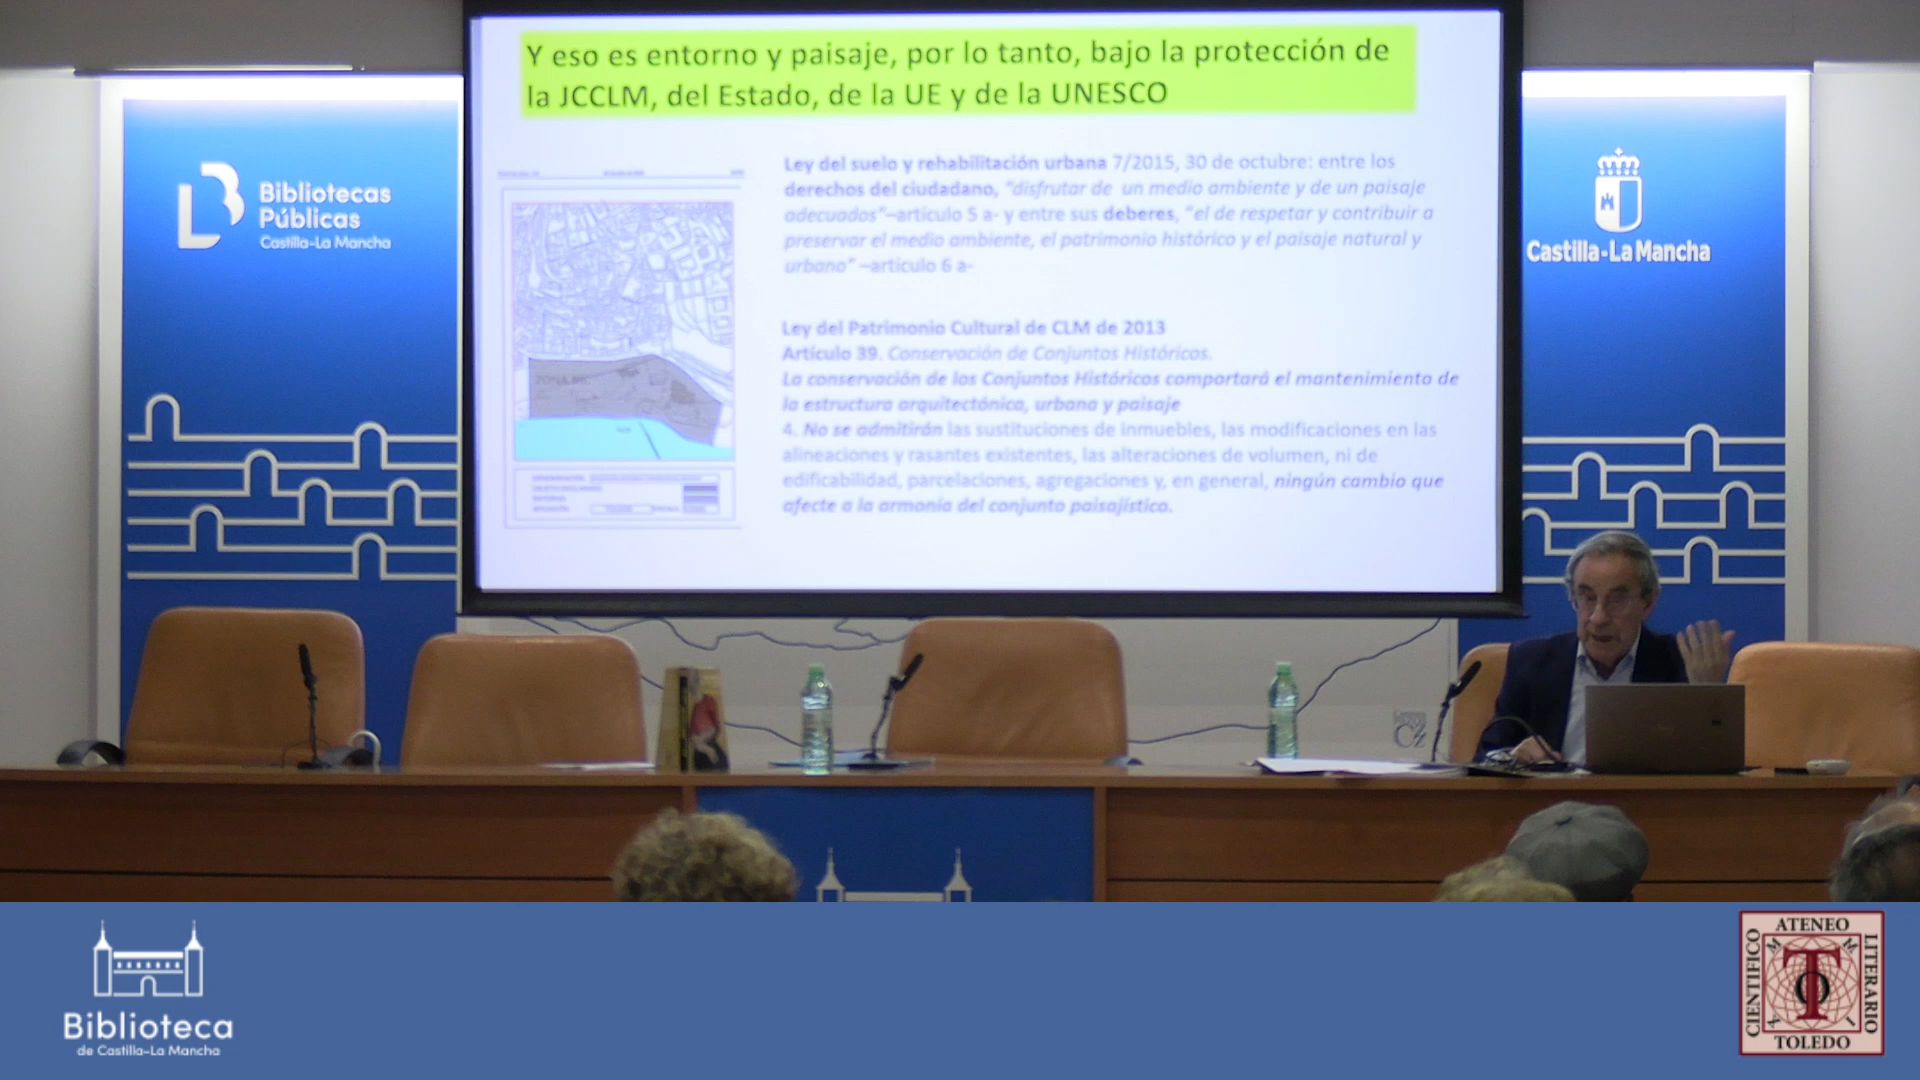 Y eso es entorno y paisaje, por lo tanto, bajo la protección de
la JCCLM, del Estado, de la UE y de la UNESCO
Ley del suelo y rehabilitación urbana 7/2015, 30 de octubre: entre los
derechos del ciudadano, “disfrutar de un medio ambiente y de un paisaje
adecuados”–artículo 5 a- y entre sus deberes, “el de respetar y contribuir a
preservar el medio ambiente, el patrimonio histórico y el paisaje natural y
urbano” –artículo 6 a-
Ley del Patrimonio Cultural de CLM de 2013
Artículo 39. Conservación de Conjuntos Históricos.
La conservación de los Conjuntos Históricos comportará el mantenimiento de
la estructura arquitectónica, urbana y paisaje
4. No se admitirán las sustituciones de inmuebles, las modificaciones en las
alineaciones y rasantes existentes, las alteraciones de volumen, ni de
edificabilidad, parcelaciones, agregaciones y, en general, ningún cambio que
afecte a la armonía del conjunto paisajístico.
Bibliotecas
Públicas
Castilla-La Mancha
Castilla-La Mancha
Biblioteca
de Castilla-La Mancha
ATENEO
CIENTÍFICO
LITERARIO
TOLEDO